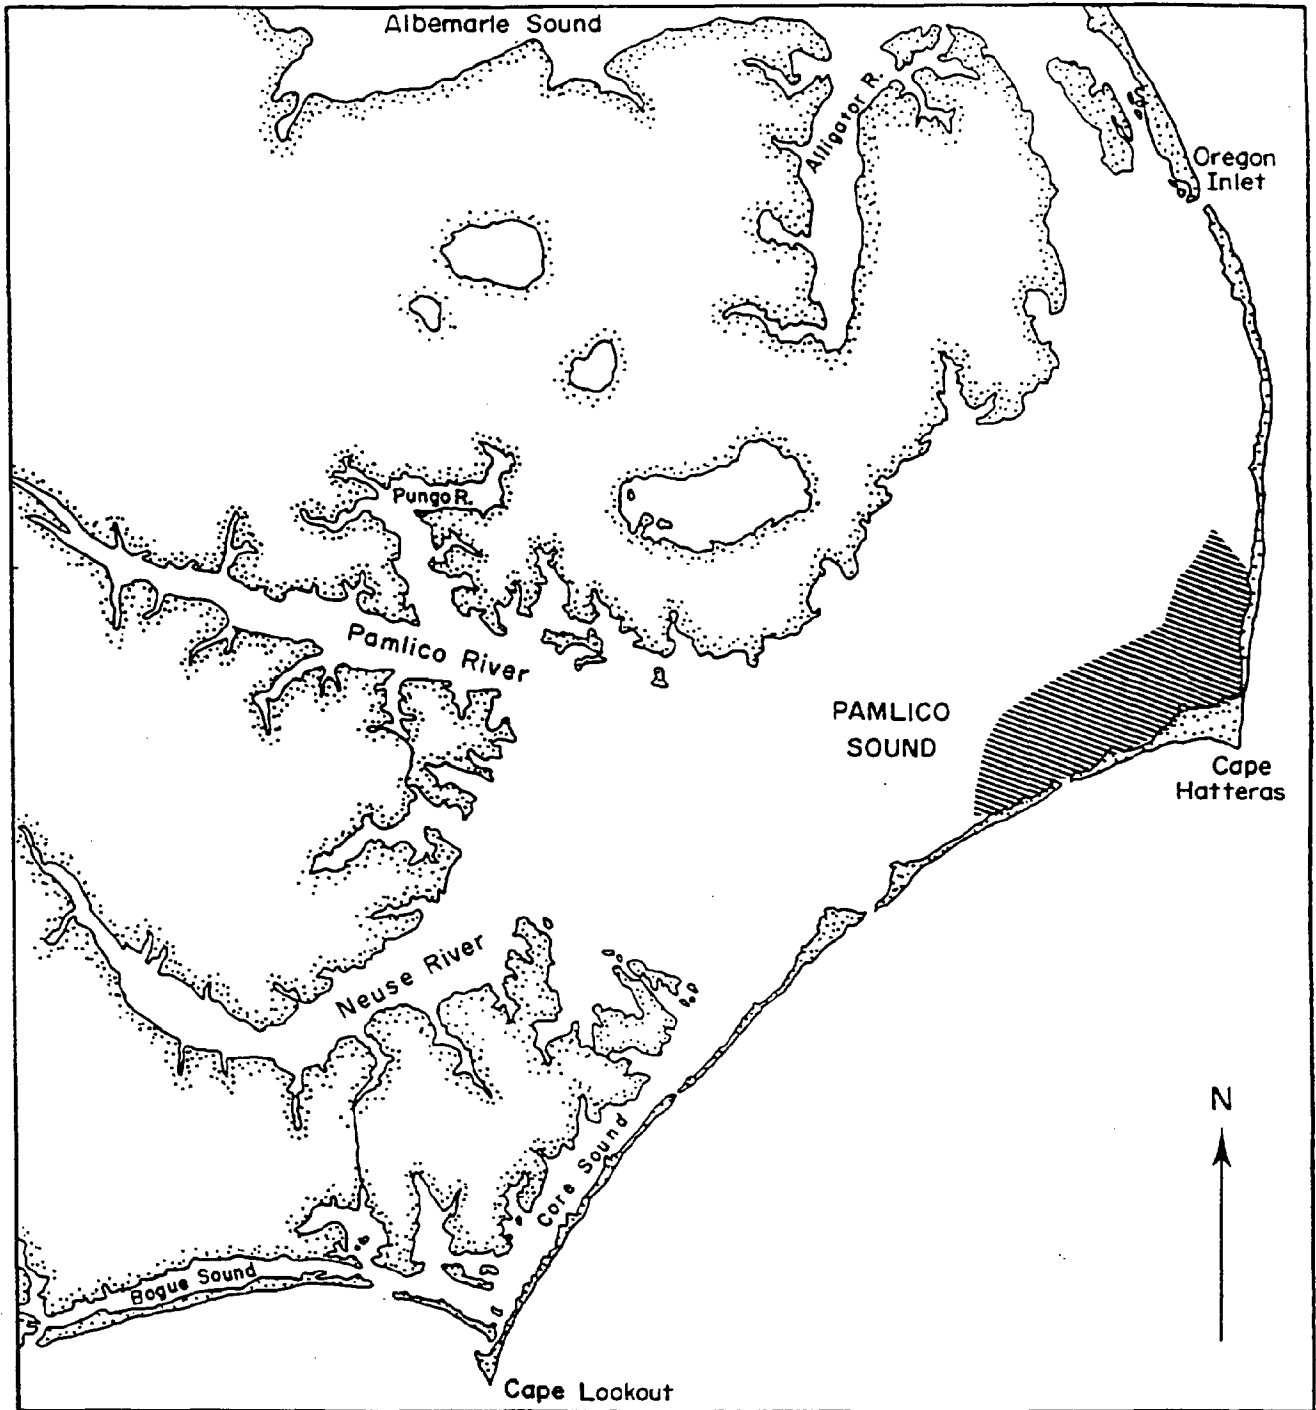 Albemarle Sound
Alligator R.
Oregon
Inlet
Pungo R.
Pamlico River
PAMLICO
SOUND
Cape
Hatteras
Neuse River
N
Core Sound
Bogue Sound
Cape Lookout